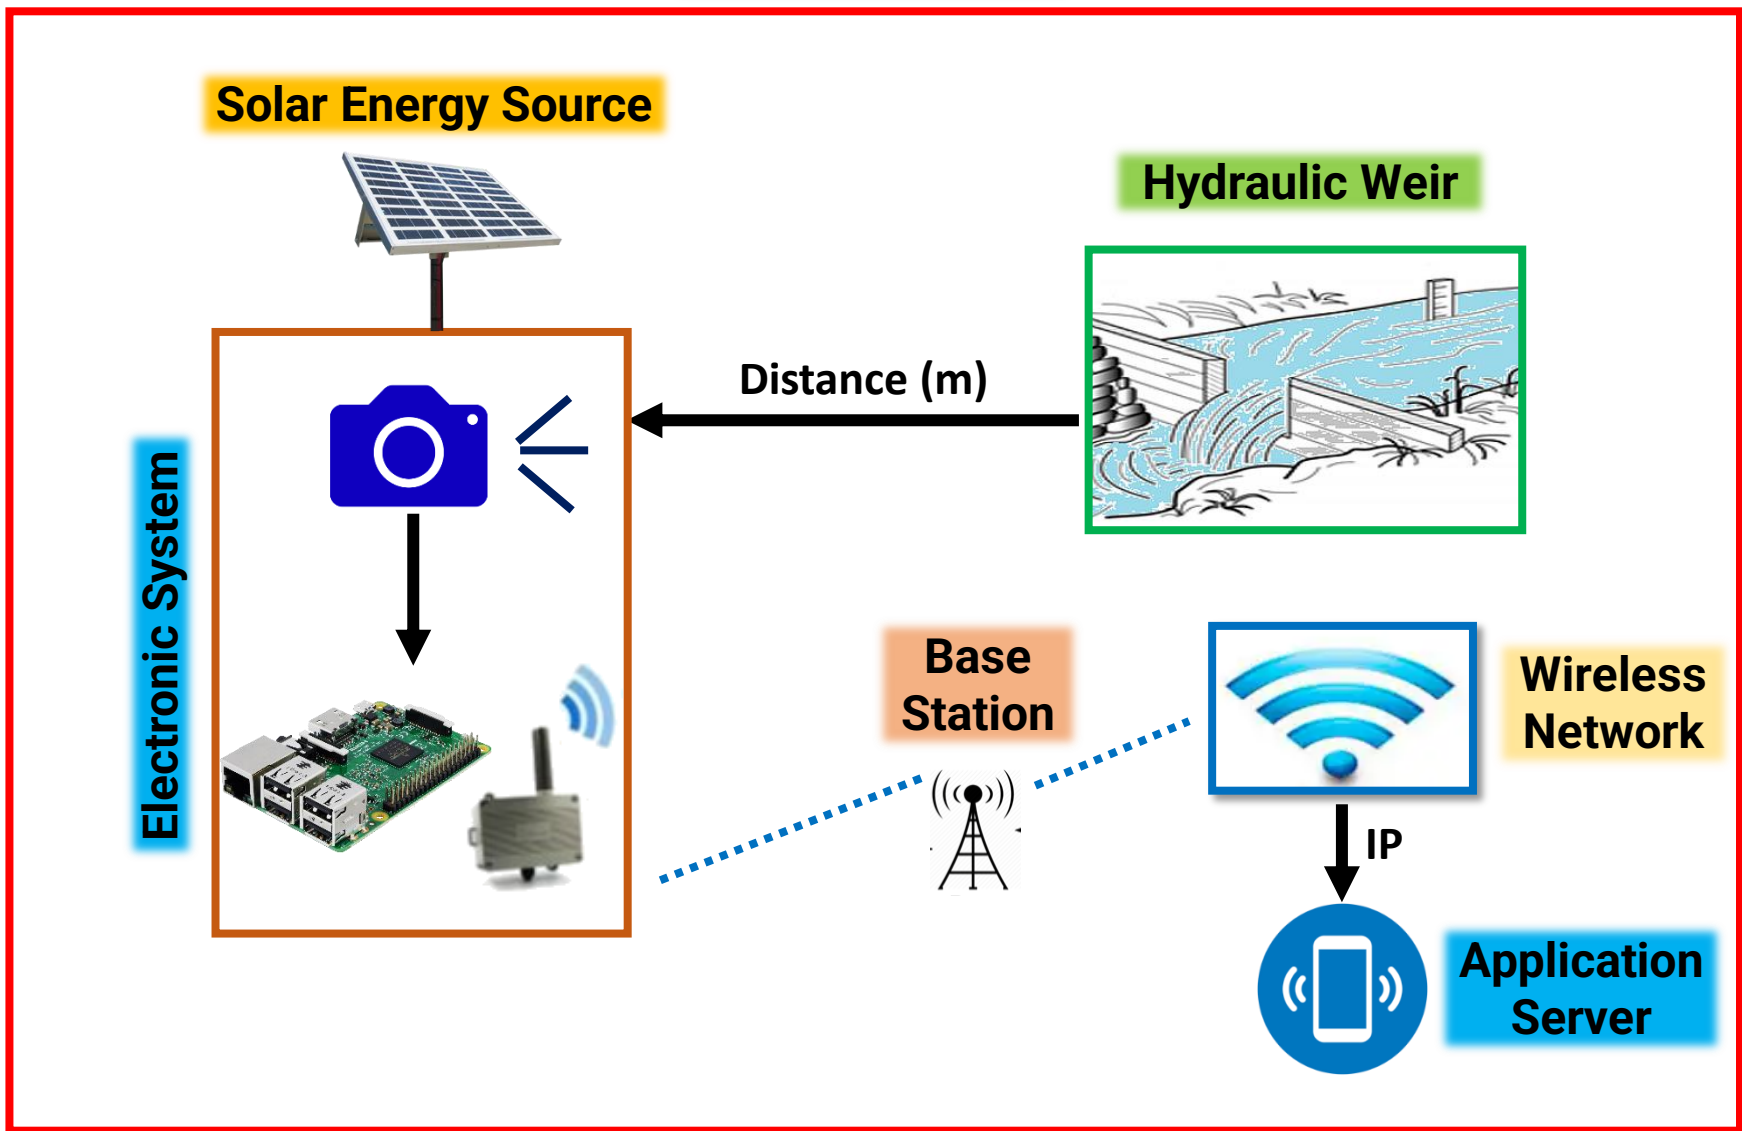 Solar Energy Source
Hydraulic Weir
Distance (m)
Electronic System
Base
Station
Wireless
Network
IP
Application
Server